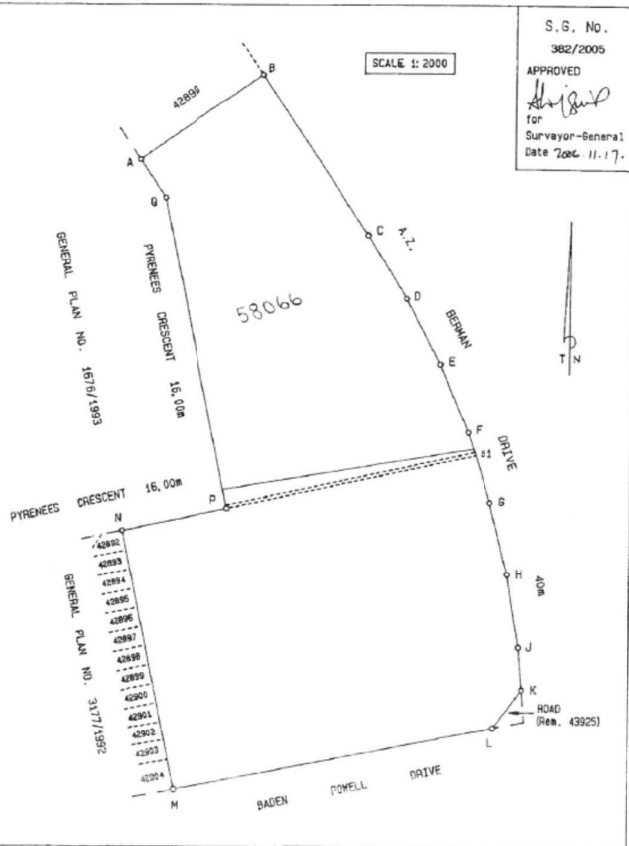 S.G. No.
382/2005
APPROVED
for
Surveyor-General
Date 2006.11.17.
SCALE 1: 2000
B
A
Q
C
A.Z.
D
BERMAN
E
F
DRIVE
s1
G
H
40m
J
K
ROAD
(Rem. 43925)
L
T N
58066
GENERAL PLAN NO. 1676/1993
PYRENEES CRESCENT 16,00m
PYRENEES CRESCENT 16,00m
P
N
42892
42893
42894
42895
42896
42897
42898
42899
42900
42901
42902
42903
42904
GENERAL PLAN NO. 3177/1992
M
BADEN POWELL DRIVE